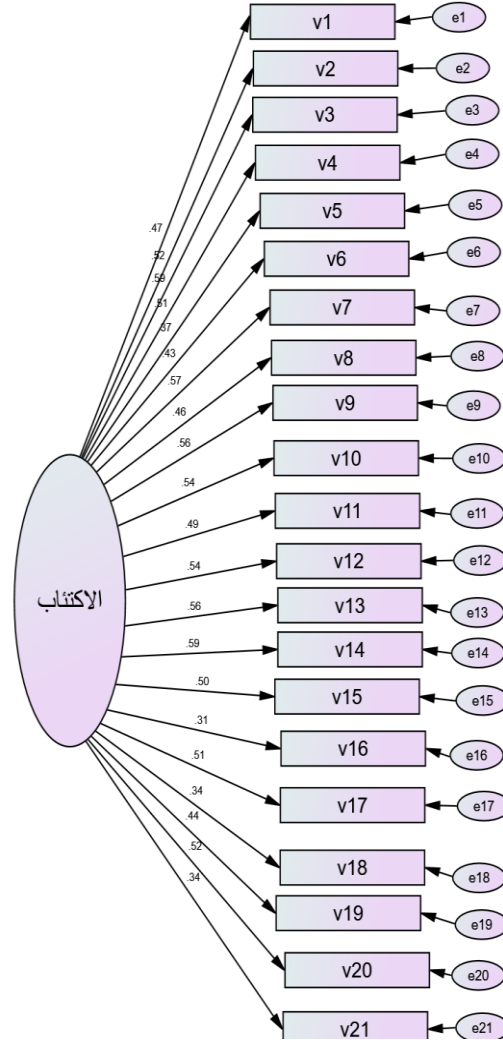 v1 e1
v2 e2
v3 e3
v4 e4
v5 e5
v6 e6
v7 e7
v8 e8
v9 e9
v10 e10
v11 e11
v12 e12
v13 e13
v14 e14
v15 e15
v16 e16
v17 e17
v18 e18
v19 e19
v20 e20
v21 e21
.47
.52
.59
.51
.37
.43
.57
.46
.56
.54
.49
.54
.56
.59
.50
.31
.51
.34
.44
.52
.34
الاكتئاب